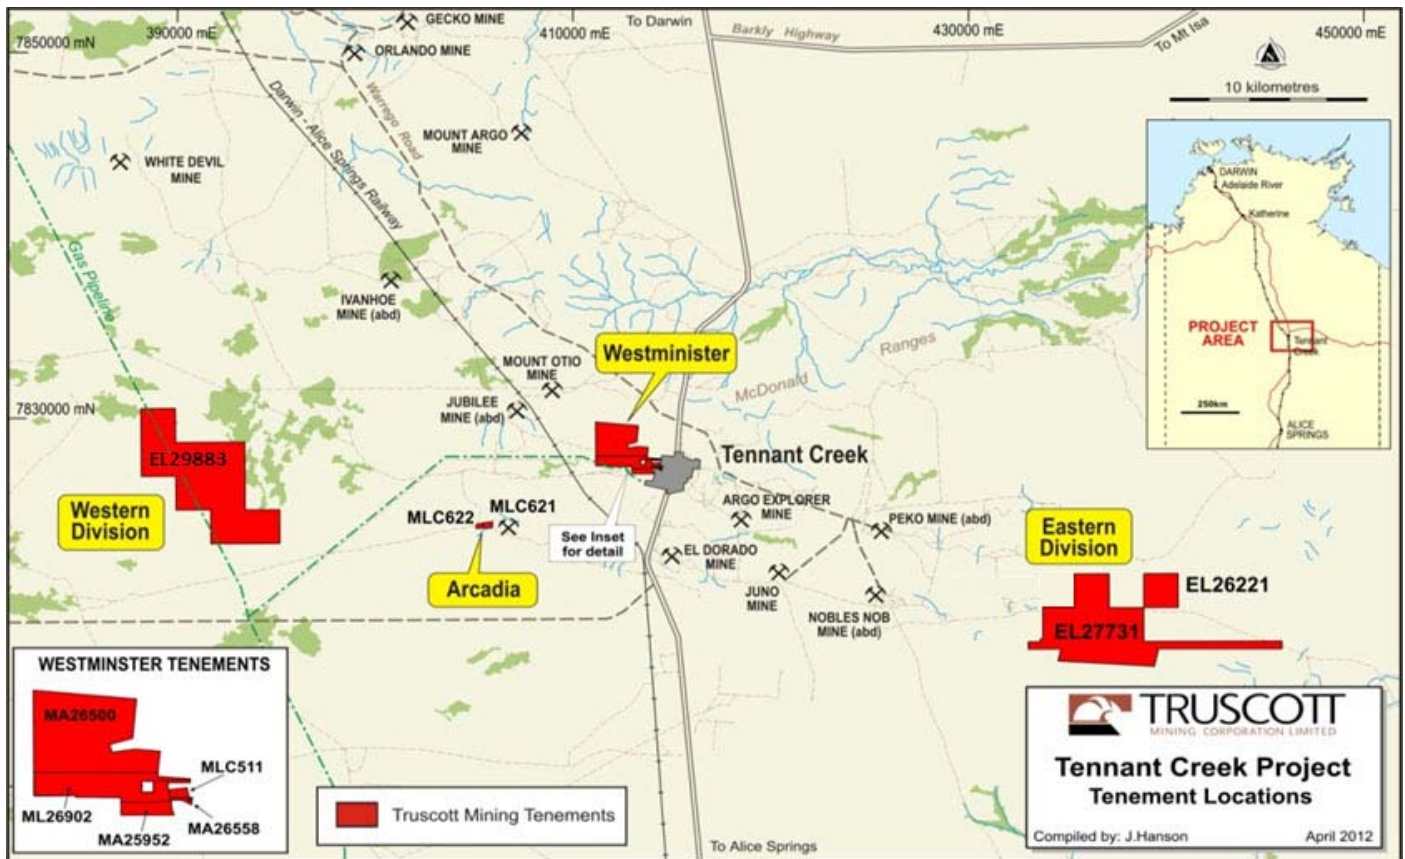 GECKO MINE
To Darwin
390000 mE
410000 mE
Barkly Highway
430000 mE
To Mt Isa
450000 mE
7850000 mN
ORLANDO MINE
10 kilometres
Warrego Road
Darwin - Alice Springs Railway
MOUNT ARGO
MINE
WHITE DEVIL
MINE
DARWIN
Adelaide River
Katherine
Gas Pipeline
IVANHOE
MINE (abd)
PROJECT
AREA
Tennant
Creek
Westminister
McDonald Ranges
MOUNT OTIO
MINE
JUBILEE
MINE (abd)
250km
ALICE
SPRINGS
7830000 mN
EL29883
Tennant Creek
Western
Division
MLC622
MLC621
See Inset
for detail
ARGO EXPLORER
MINE
PEKO MINE (abd)
Eastern
Division
EL DORADO
MINE
Arcadia
JUNO
MINE
NOBLES NOB
MINE (abd)
EL26221
EL27731
WESTMINSTER TENEMENTS
MA26500
MLC511
ML26902
MA25952
MA26558
Truscott Mining Tenements
To Alice Springs
TRUSCOTT
MINING CORPORATION LIMITED
Tennant Creek Project
Tenement Locations
Compiled by: J.Hanson
April 2012